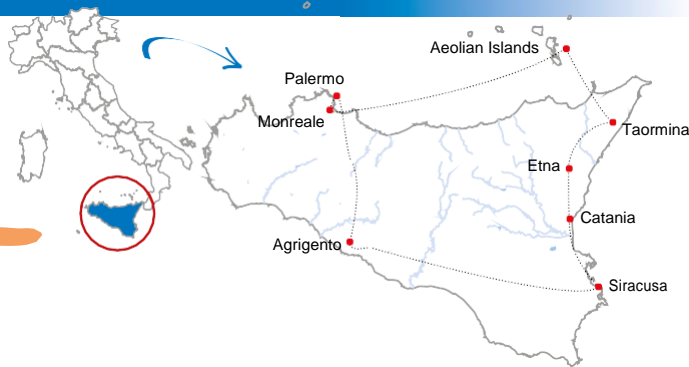 Aeolian Islands
Palermo
Monreale
Taormina
Etna
Catania
Agrigento
Siracusa